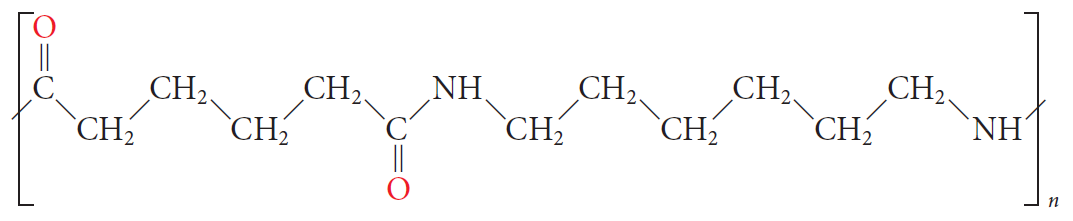 O
C CH₂ CH₂ NH CH₂ CH₂ CH₂
CH₂ CH₂ C CH₂ CH₂ CH₂ NH
O
n